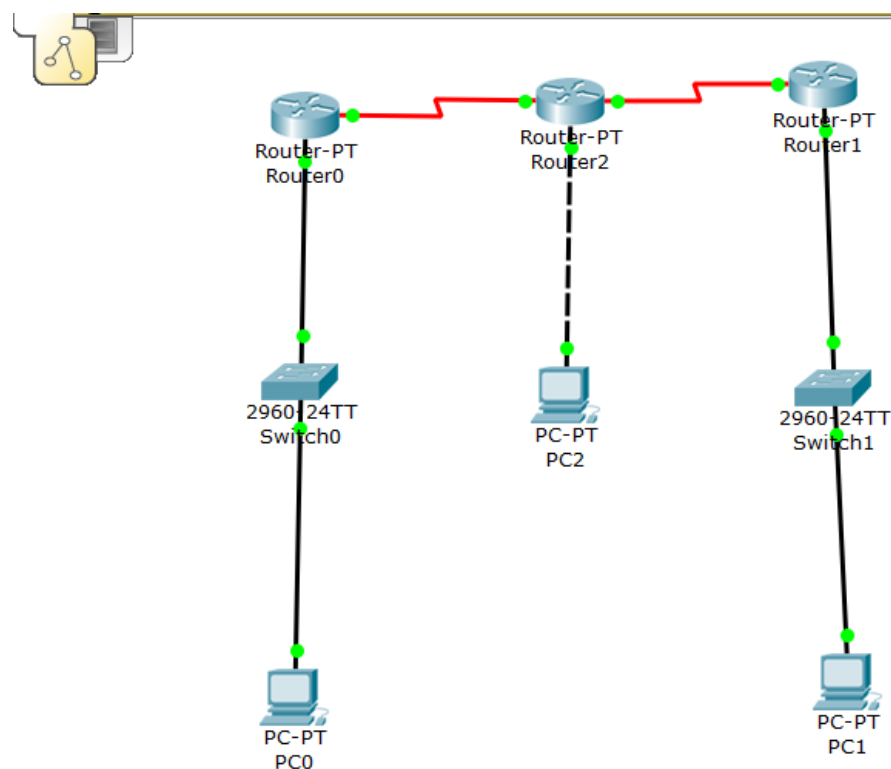 Router-PT
Router0
Router-PT
Router2
Router-PT
Router1
2960-24TT
Switch0
PC-PT
PC2
2960-24TT
Switch1
PC-PT
PC0
PC-PT
PC1